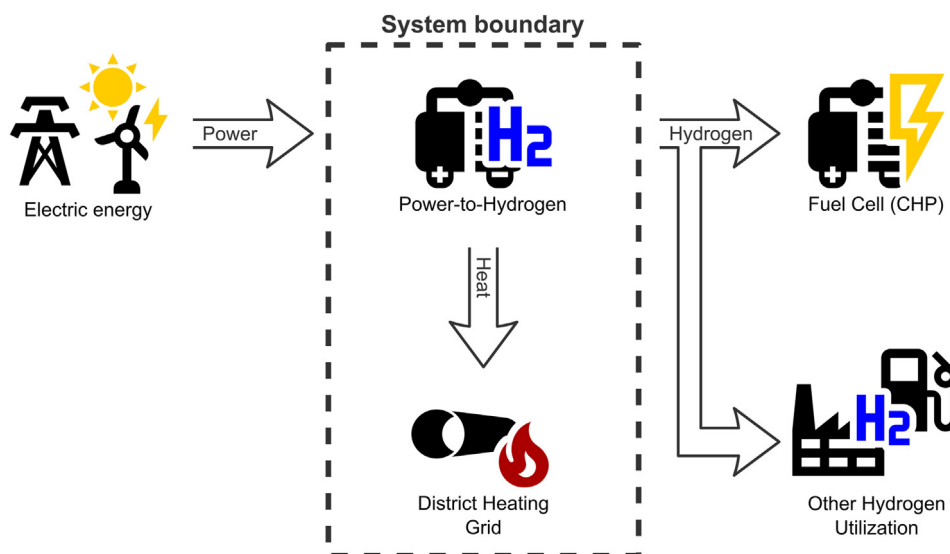 System boundary
Power
H2
Hydrogen
Electric energy
Power-to-Hydrogen
Fuel Cell (CHP)
Heat
H2
District Heating
Grid
Other Hydrogen
Utilization